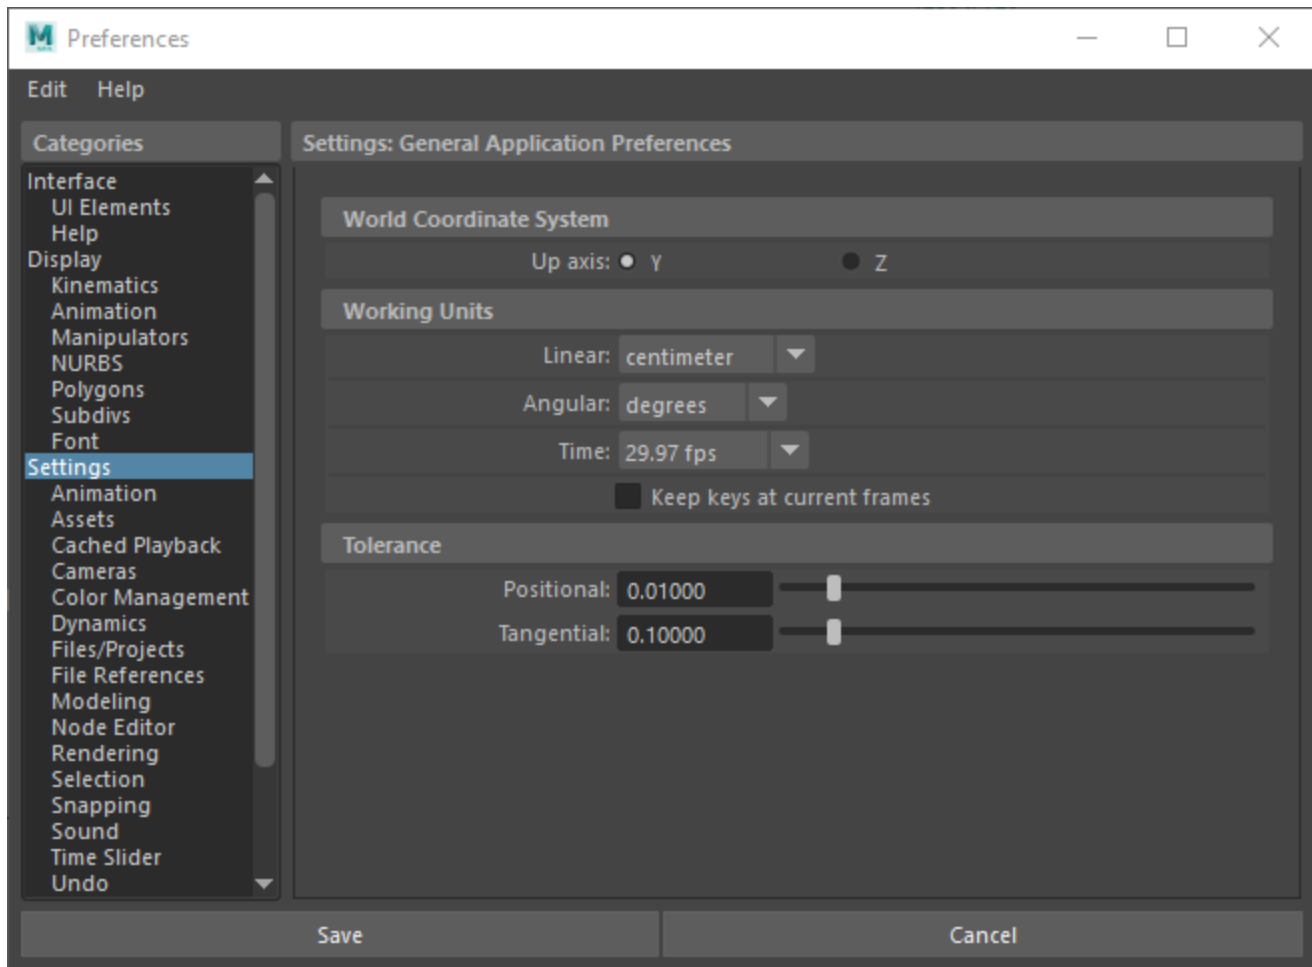 Preferences
Edit Help
Categories
Interface
UI Elements
Help
Display
Kinematics
Animation
Manipulators
NURBS
Polygons
Subdivs
Font
Settings
Animation
Assets
Cached Playback
Cameras
Color Management
Dynamics
Files/Projects
File References
Modeling
Node Editor
Rendering
Selection
Snapping
Sound
Time Slider
Undo
Settings: General Application Preferences
World Coordinate System
Up axis: Y Z
Working Units
Linear: centimeter
Angular: degrees
Time: 29.97 fps
Keep keys at current frames
Tolerance
Positional: 0.01000
Tangential: 0.10000
Save Cancel